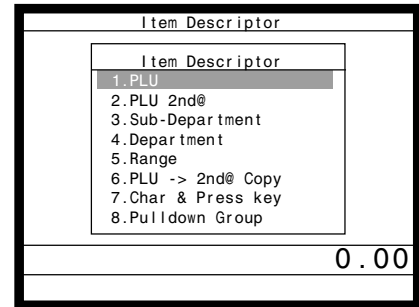 Item Descriptor
Item Descriptor
1.PLU
2.PLU 2nd@
3.Sub-Department
4.Department
5.Range
6.PLU -> 2nd@ Copy
7.Char & Press key
8.Pulldown Group
0.00